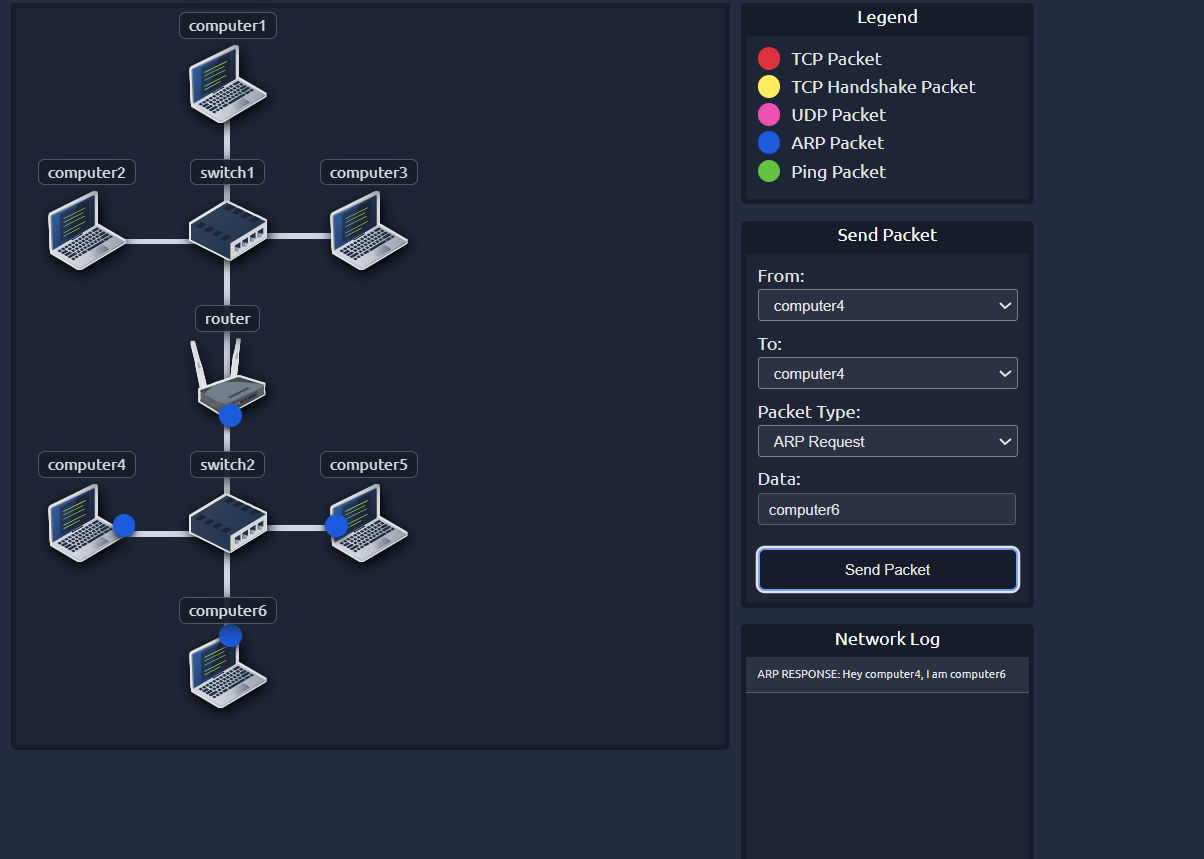 computer1
computer2
switch1
computer3
router
computer4
switch2
computer5
computer6
Legend
TCP Packet
TCP Handshake Packet
UDP Packet
ARP Packet
Ping Packet
Send Packet
From:
computer4
To:
computer4
Packet Type:
ARP Request
Data:
computer6
Send Packet
Network Log
ARP RESPONSE: Hey computer4, I am computer6